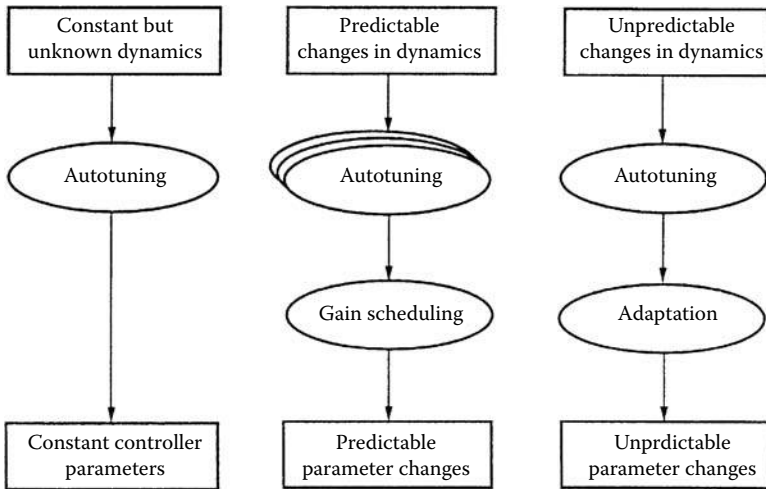 Constant but
unknown dynamics
Predictable
changes in dynamics
Unpredictable
changes in dynamics
Autotuning
Autotuning
Autotuning
Gain scheduling
Adaptation
Constant controller
parameters
Predictable
parameter changes
Unprdictable
parameter changes